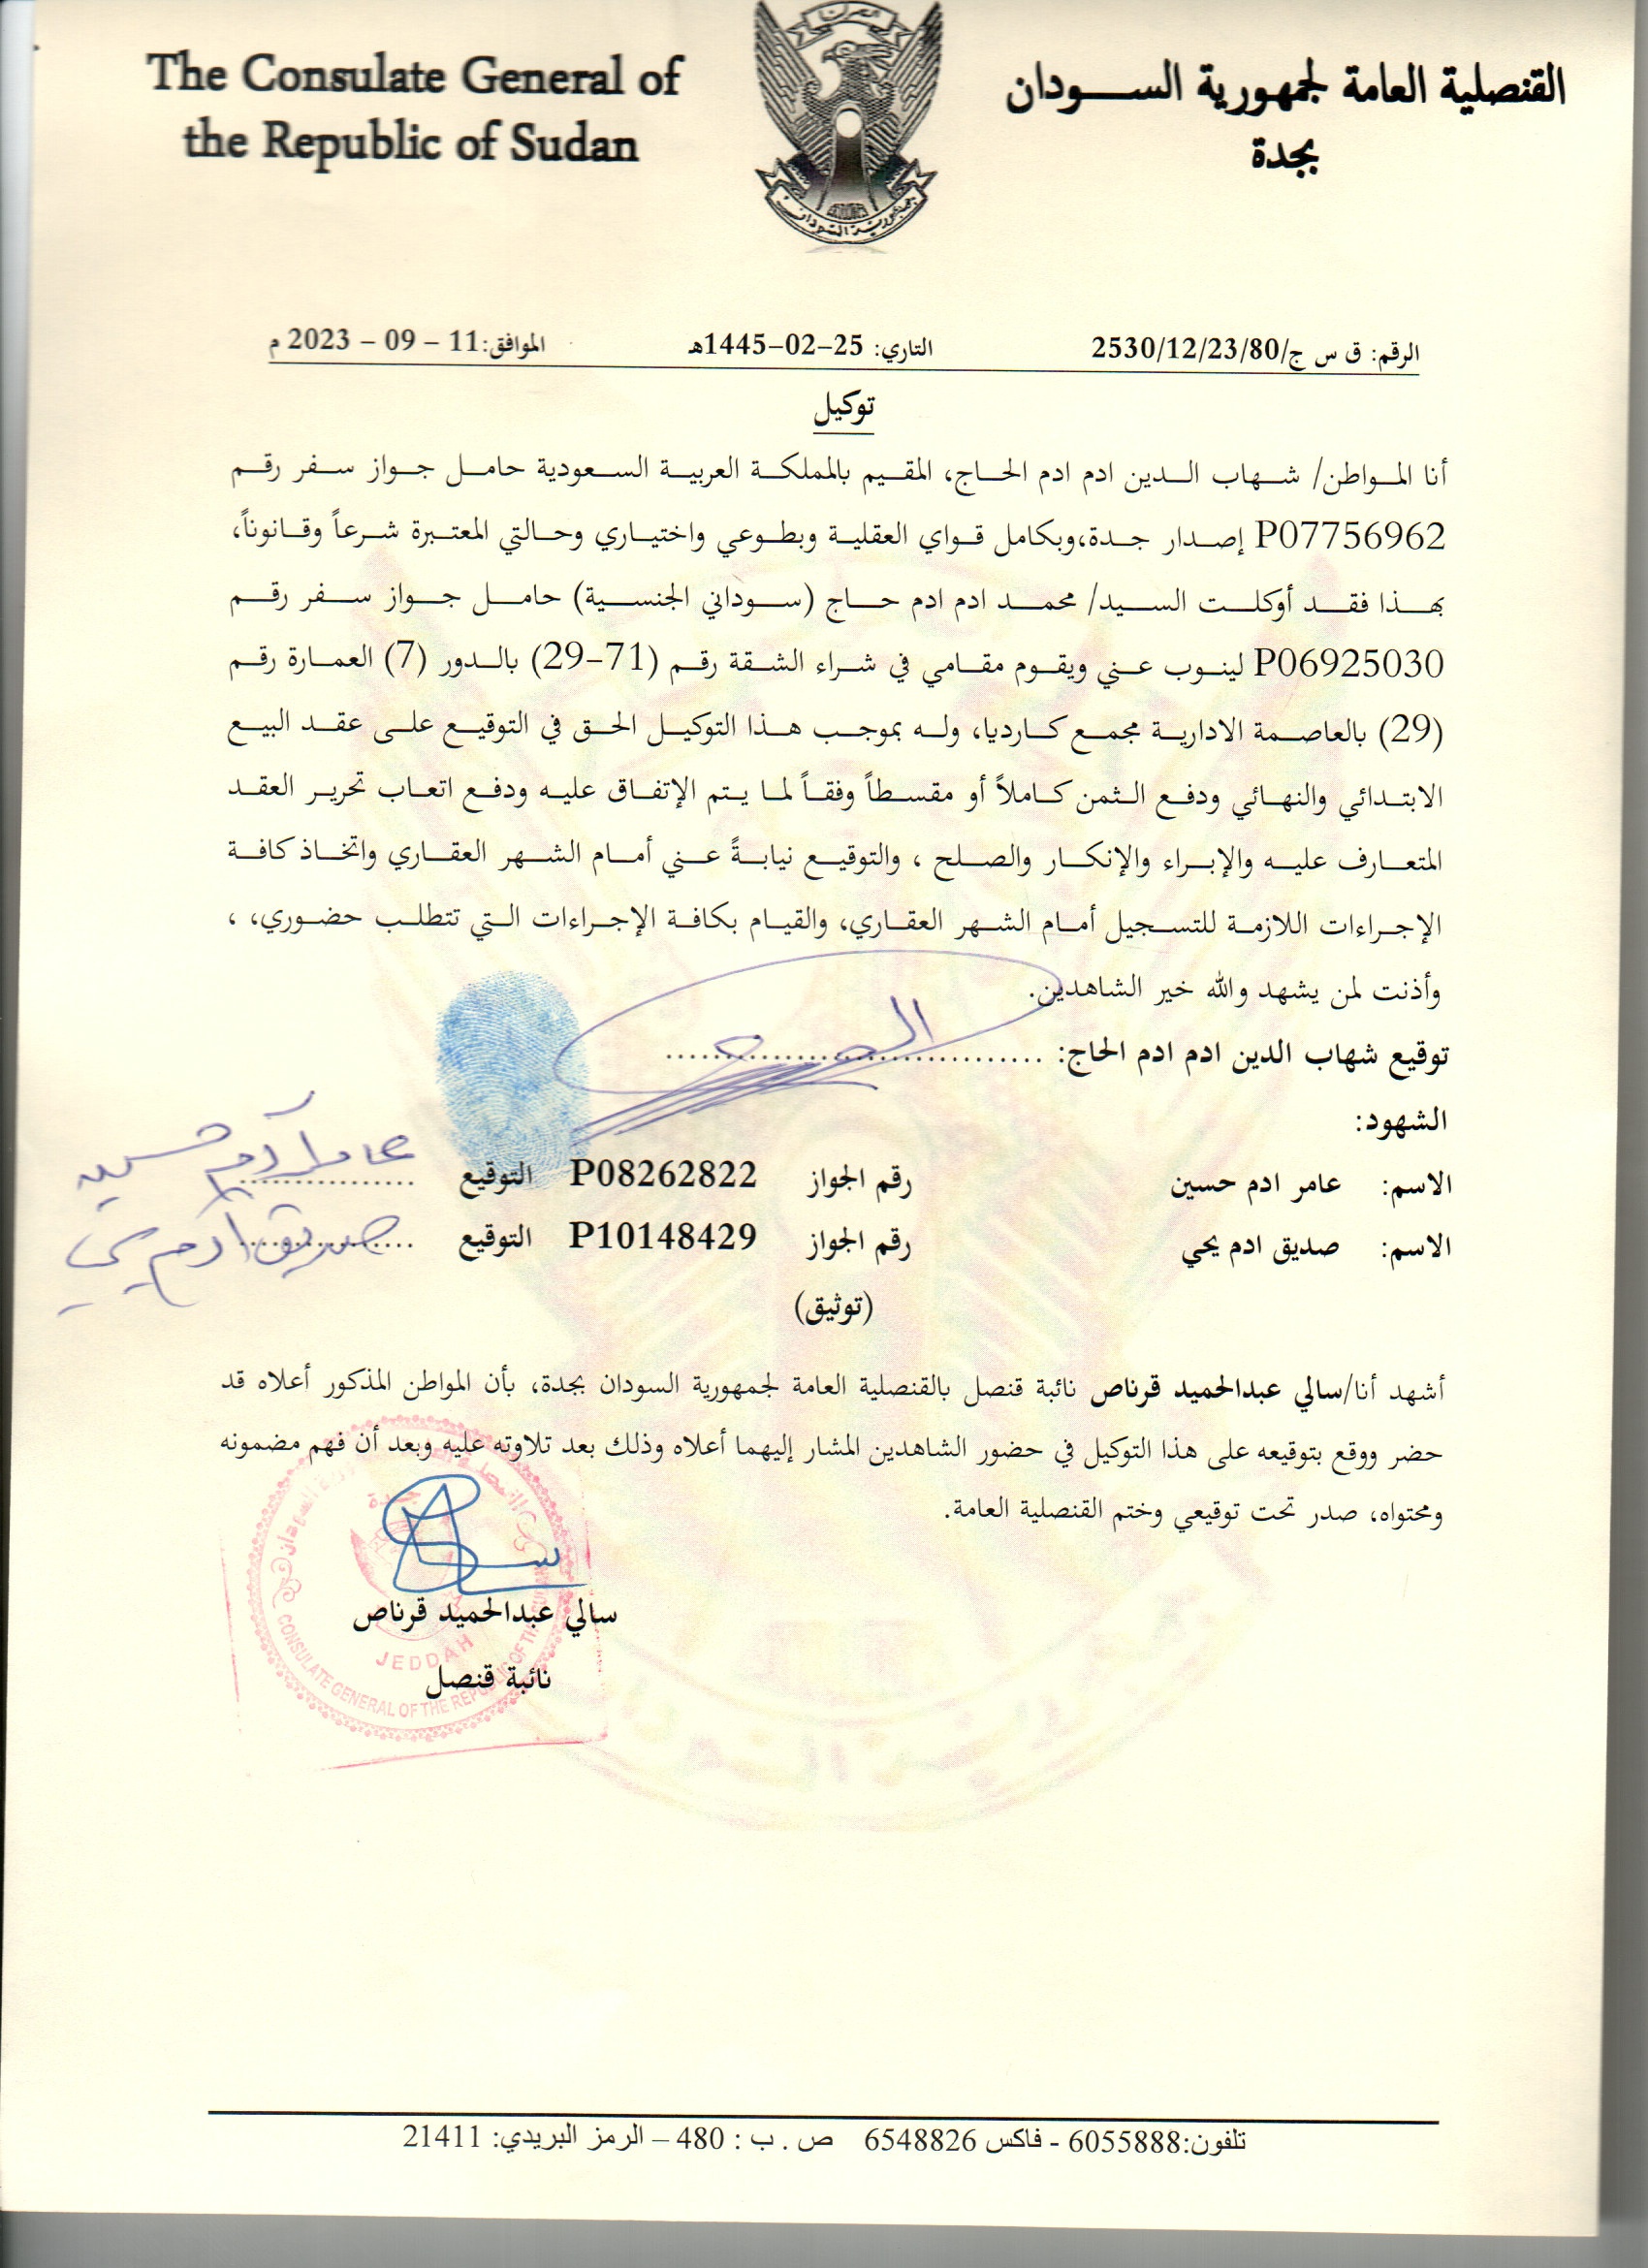 The Consulate General of
the Republic of Sudan
القنصلية العامة لجمهورية الســـودان
بجدة
جمهورية السودان
الرقم: ق س ج/2530/12/23/80 التاري: 25-02-1445هـ الموافق:11 - 09 - 2023 م
توكيل
أنا المواطن/ شهاب الدين ادم ادم الحاج، المقيم بالمملكة العربية السعودية حامل جواز سفر رقم
P07756962 إصدار جدة،وبكامل قواي العقلية وبطوعي واختياري وحالتي المعتبرة شرعاً وقانوناً،
بهذا فقد أوكلت السيد/ محمد ادم ادم حاج (سوداني الجنسية) حامل جواز سفر رقم
P06925030 لينوب عني ويقوم مقامي في شراء الشقة رقم (71-29) بالدور (7) العمارة رقم
(29) بالعاصمة الادارية مجمع كارديا، وله بموجب هذا التوكيل الحق في التوقيع على عقد البيع
الابتدائي والنهائي ودفع الثمن كاملاً أو مقسطاً وفقاً لما يتم الإتفاق عليه ودفع اتعاب تحرير العقد
المتعارف عليه والإبراء والإنكار والصلح ، والتوقيع نيابةً عني أمام الشهر العقاري واتخاذ كافة
الإجراءات اللازمة للتسجيل أمام الشهر العقاري، والقيام بكافة الإجراءات التي تتطلب حضوري، ،
وأذنت لمن يشهد والله خير الشاهدين.
توقيع شهاب الدين ادم ادم الحاج: ....................................
الشهود:
الاسم: عامر ادم حسين رقم الجواز P08262822 التوقيع ................ عامر آدم حسين
الاسم: صديق ادم يحي رقم الجواز P10148429 التوقيع ................ صديق ادم يحي
(توثيق)
أشهد أنا/سالي عبدالحميد قرناص نائبة قنصل بالقنصلية العامة لجمهورية السودان بجدة، بأن المواطن المذكور أعلاه قد
حضر ووقع بتوقيعه على هذا التوكيل في حضور الشاهدين المشار إليهما أعلاه وذلك بعد تلاوته عليه وبعد أن فهم مضمونه
ومحتواه، صدر تحت توقيعي وختم القنصلية العامة.
سالي عبدالحميد قرناص
نائبة قنصل
JEDDAH
CONSULATE GENERAL OF THE REPUBLIC OF
تلفون:6055888 - فاكس 6548826 ص . ب : 480 – الرمز البريدي: 21411